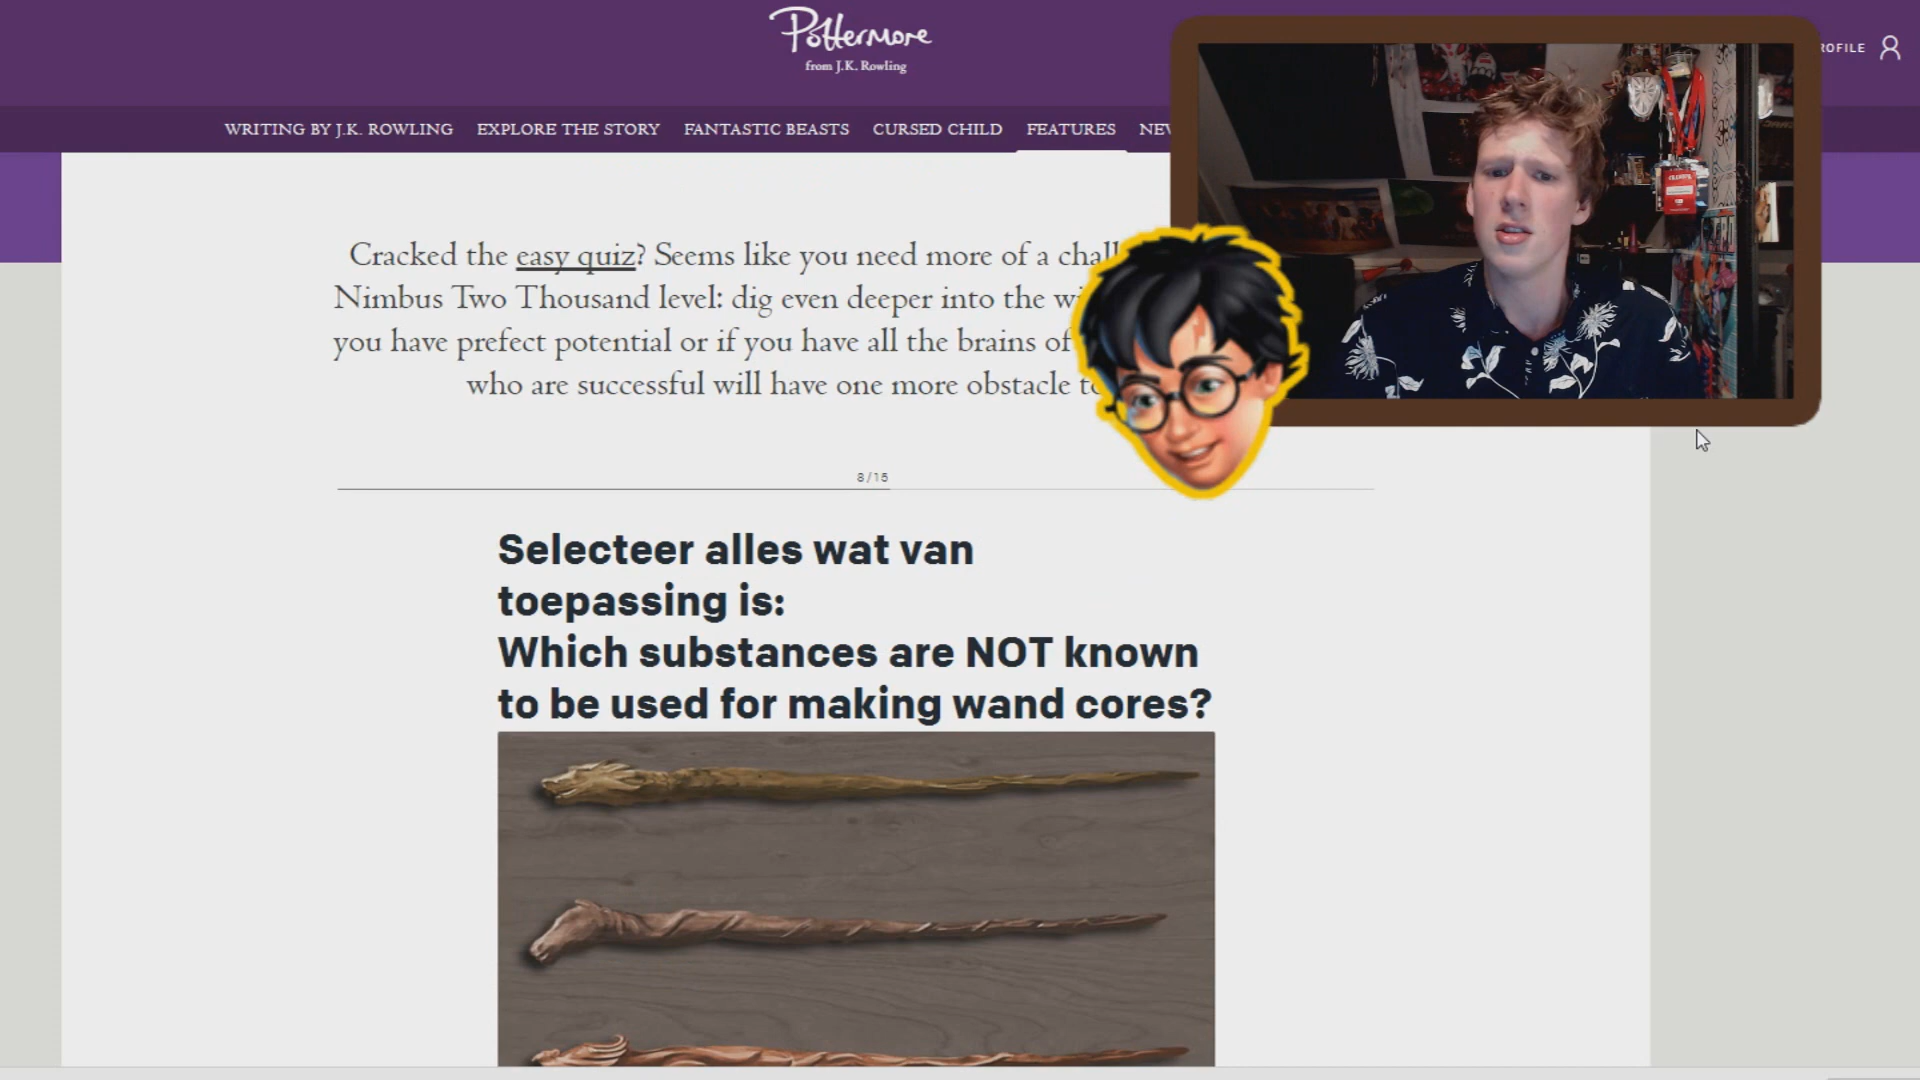 Pottermore
from J.K. Rowling
ROFILE
WRITING BY J.K. ROWLING EXPLORE THE STORY FANTASTIC BEASTS CURSED CHILD FEATURES NEW
Cracked the easy quiz? Seems like you need more of a chall
Nimbus Two Thousand level: dig even deeper into the wi
you have prefect potential or if you have all the brains of
who are successful will have one more obstacle to
8/15
Selecteer alles wat van
toepassing is:
Which substances are NOT known
to be used for making wand cores?